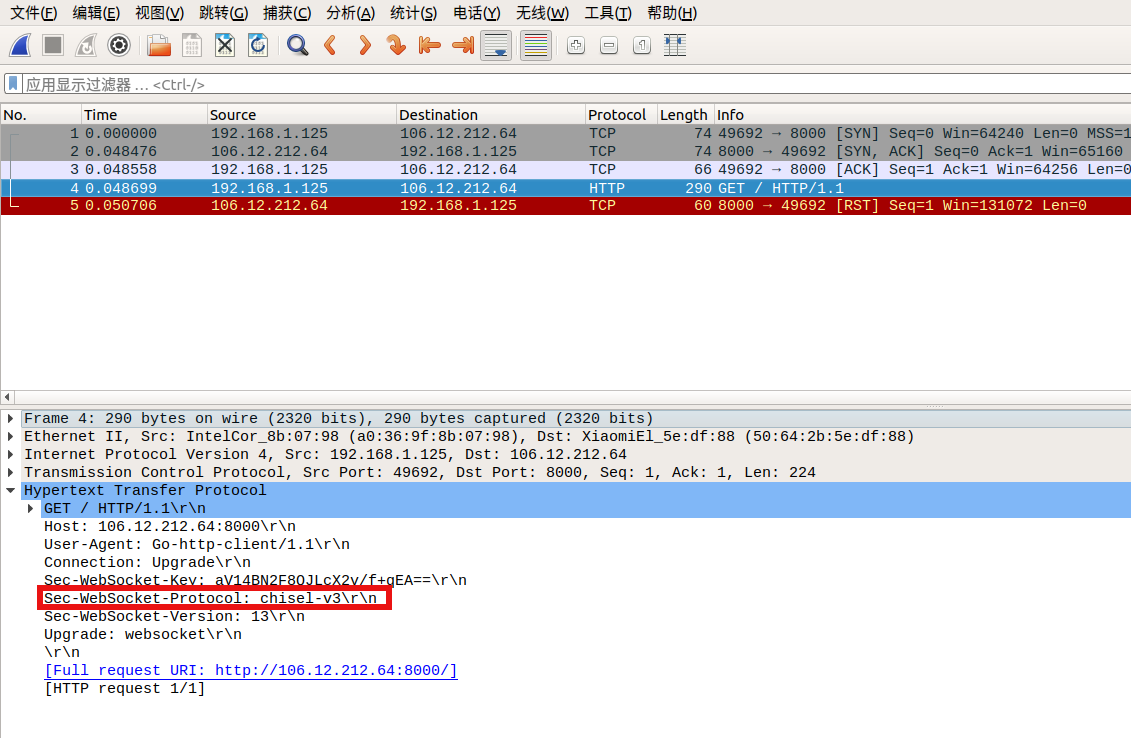 文件(F) 编辑(E) 视图(V) 跳转(G) 捕获(C) 分析(A) 统计(S) 电话(Y) 无线(W) 工具(T) 帮助(H)
应用显示过滤器 … <Ctrl-/>
No. Time Source Destination Protocol Length Info
1 0.000000 192.168.1.125 106.12.212.64 TCP 74 49692 → 8000 [SYN] Seq=0 Win=64240 Len=0 MSS=1
2 0.048476 106.12.212.64 192.168.1.125 TCP 74 8000 → 49692 [SYN, ACK] Seq=0 Ack=1 Win=65160
3 0.048558 192.168.1.125 106.12.212.64 TCP 66 49692 → 8000 [ACK] Seq=1 Ack=1 Win=64256 Len=0
4 0.048699 192.168.1.125 106.12.212.64 HTTP 290 GET / HTTP/1.1
5 0.050706 106.12.212.64 192.168.1.125 TCP 60 8000 → 49692 [RST] Seq=1 Win=131072 Len=0
Frame 4: 290 bytes on wire (2320 bits), 290 bytes captured (2320 bits)
Ethernet II, Src: IntelCor_8b:07:98 (a0:36:9f:8b:07:98), Dst: XiaomiEl_5e:df:88 (50:64:2b:5e:df:88)
Internet Protocol Version 4, Src: 192.168.1.125, Dst: 106.12.212.64
Transmission Control Protocol, Src Port: 49692, Dst Port: 8000, Seq: 1, Ack: 1, Len: 224
Hypertext Transfer Protocol
GET / HTTP/1.1\r\n
Host: 106.12.212.64:8000\r\n
User-Agent: Go-http-client/1.1\r\n
Connection: Upgrade\r\n
Sec-WebSocket-Key: aV14BN2F8OJLcX2v/f+qEA==\r\n
Sec-WebSocket-Protocol: chisel-v3\r\n
Sec-WebSocket-Version: 13\r\n
Upgrade: websocket\r\n
\r\n
[Full request URI: http://106.12.212.64:8000/]
[HTTP request 1/1]